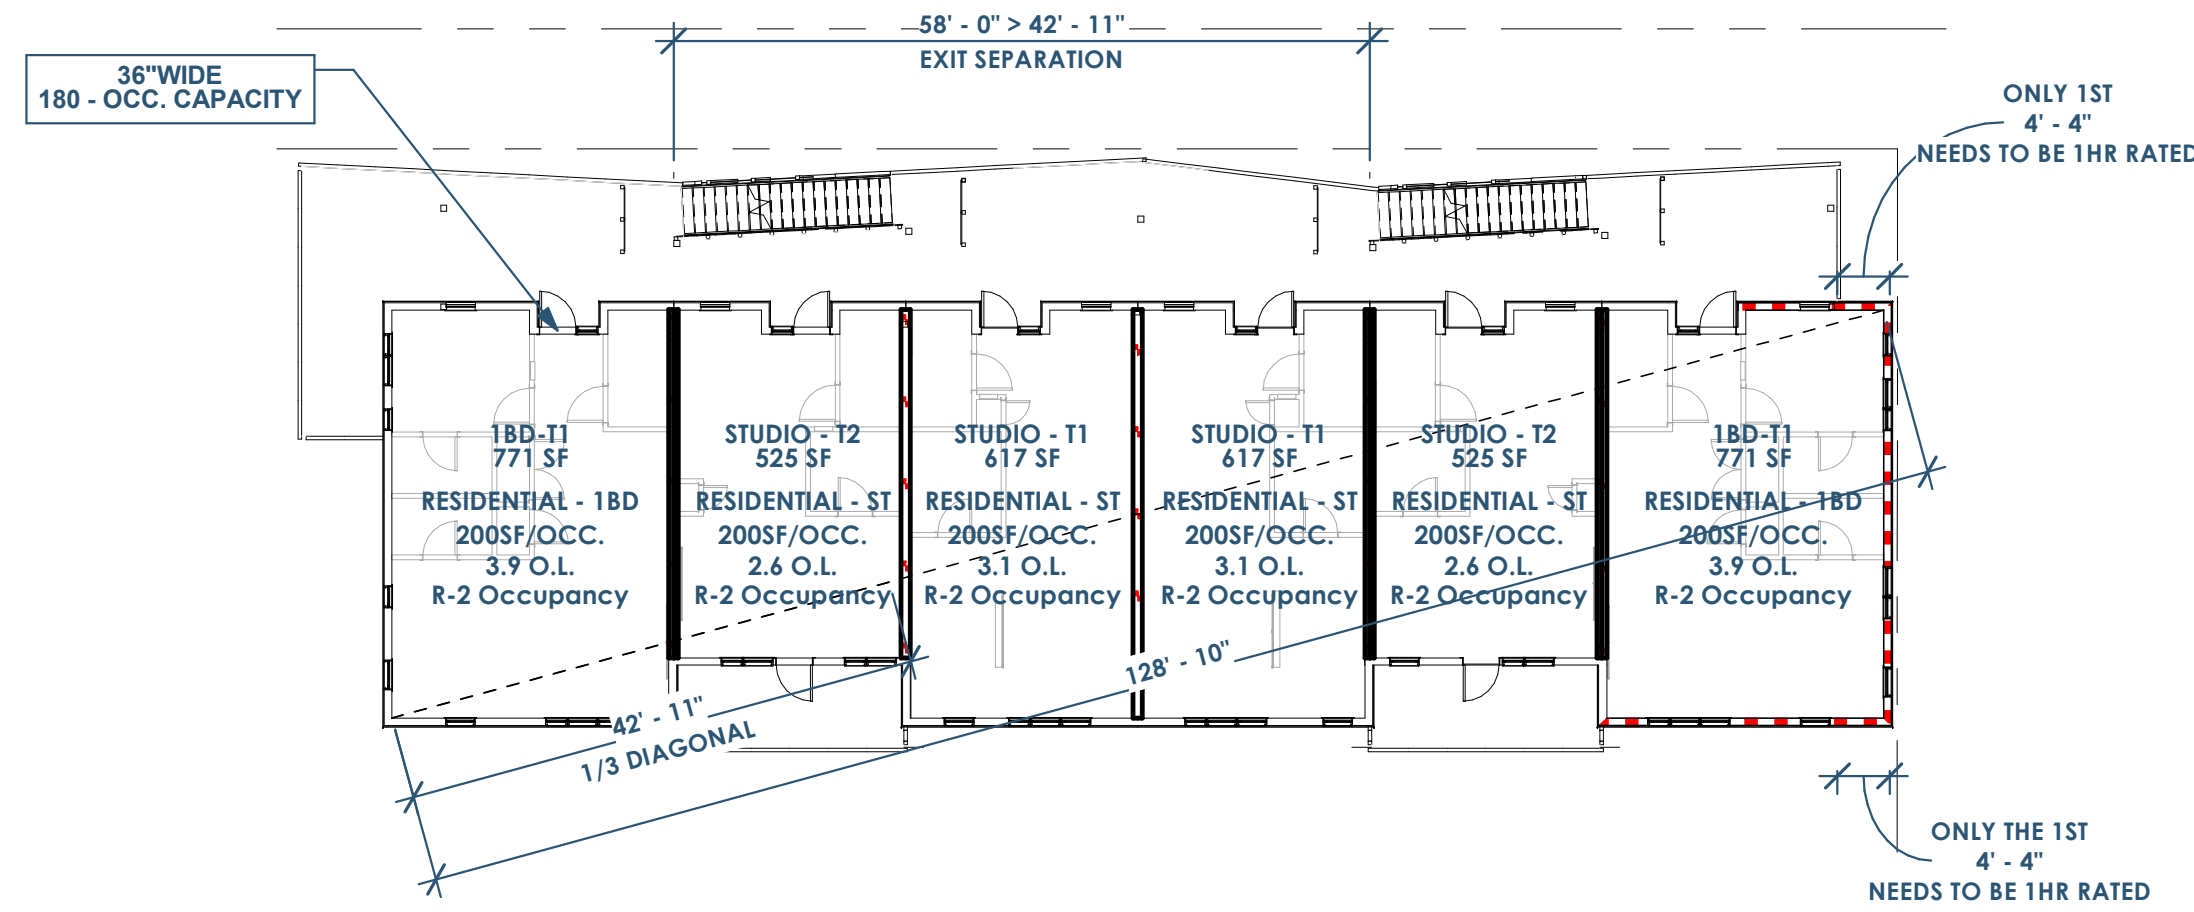 58' - 0" > 42' - 11"
EXIT SEPARATION
36"WIDE
180 - OCC. CAPACITY
ONLY 1ST
4' - 4"
NEEDS TO BE 1HR RATED
1BD-T1
771 SF
RESIDENTIAL - 1BD
200SF/OCC.
3.9 O.L.
R-2 Occupancy
STUDIO - T2
525 SF
RESIDENTIAL - ST
200SF/OCC.
2.6 O.L.
R-2 Occupancy
STUDIO - T1
617 SF
RESIDENTIAL - ST
200SF/OCC.
3.1 O.L.
R-2 Occupancy
STUDIO - T1
617 SF
RESIDENTIAL - ST
200SF/OCC.
3.1 O.L.
R-2 Occupancy
STUDIO - T2
525 SF
RESIDENTIAL - ST
200SF/OCC.
2.6 O.L.
R-2 Occupancy
1BD-T1
771 SF
RESIDENTIAL - 1BD
200SF/OCC.
3.9 O.L.
R-2 Occupancy
42' - 11"
1/3 DIAGONAL
128' - 10"
ONLY THE 1ST
4' - 4"
NEEDS TO BE 1HR RATED